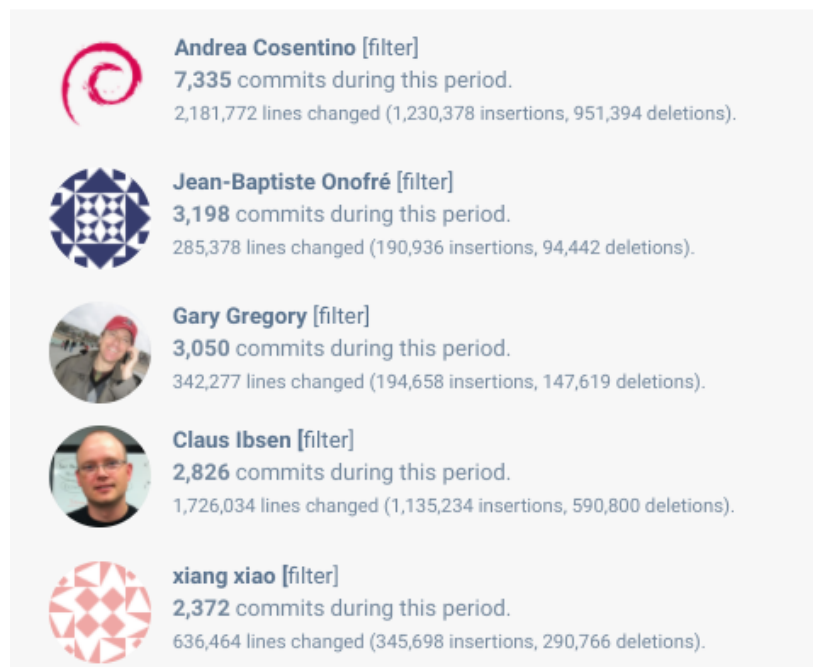 Andrea Cosentino [filter]
7,335 commits during this period.
2,181,772 lines changed (1,230,378 insertions, 951,394 deletions).
Jean-Baptiste Onofré [filter]
3,198 commits during this period.
285,378 lines changed (190,936 insertions, 94,442 deletions).
Gary Gregory [filter]
3,050 commits during this period.
342,277 lines changed (194,658 insertions, 147,619 deletions).
Claus Ibsen [filter]
2,826 commits during this period.
1,726,034 lines changed (1,135,234 insertions, 590,800 deletions).
xiang xiao [filter]
2,372 commits during this period.
636,464 lines changed (345,698 insertions, 290,766 deletions).